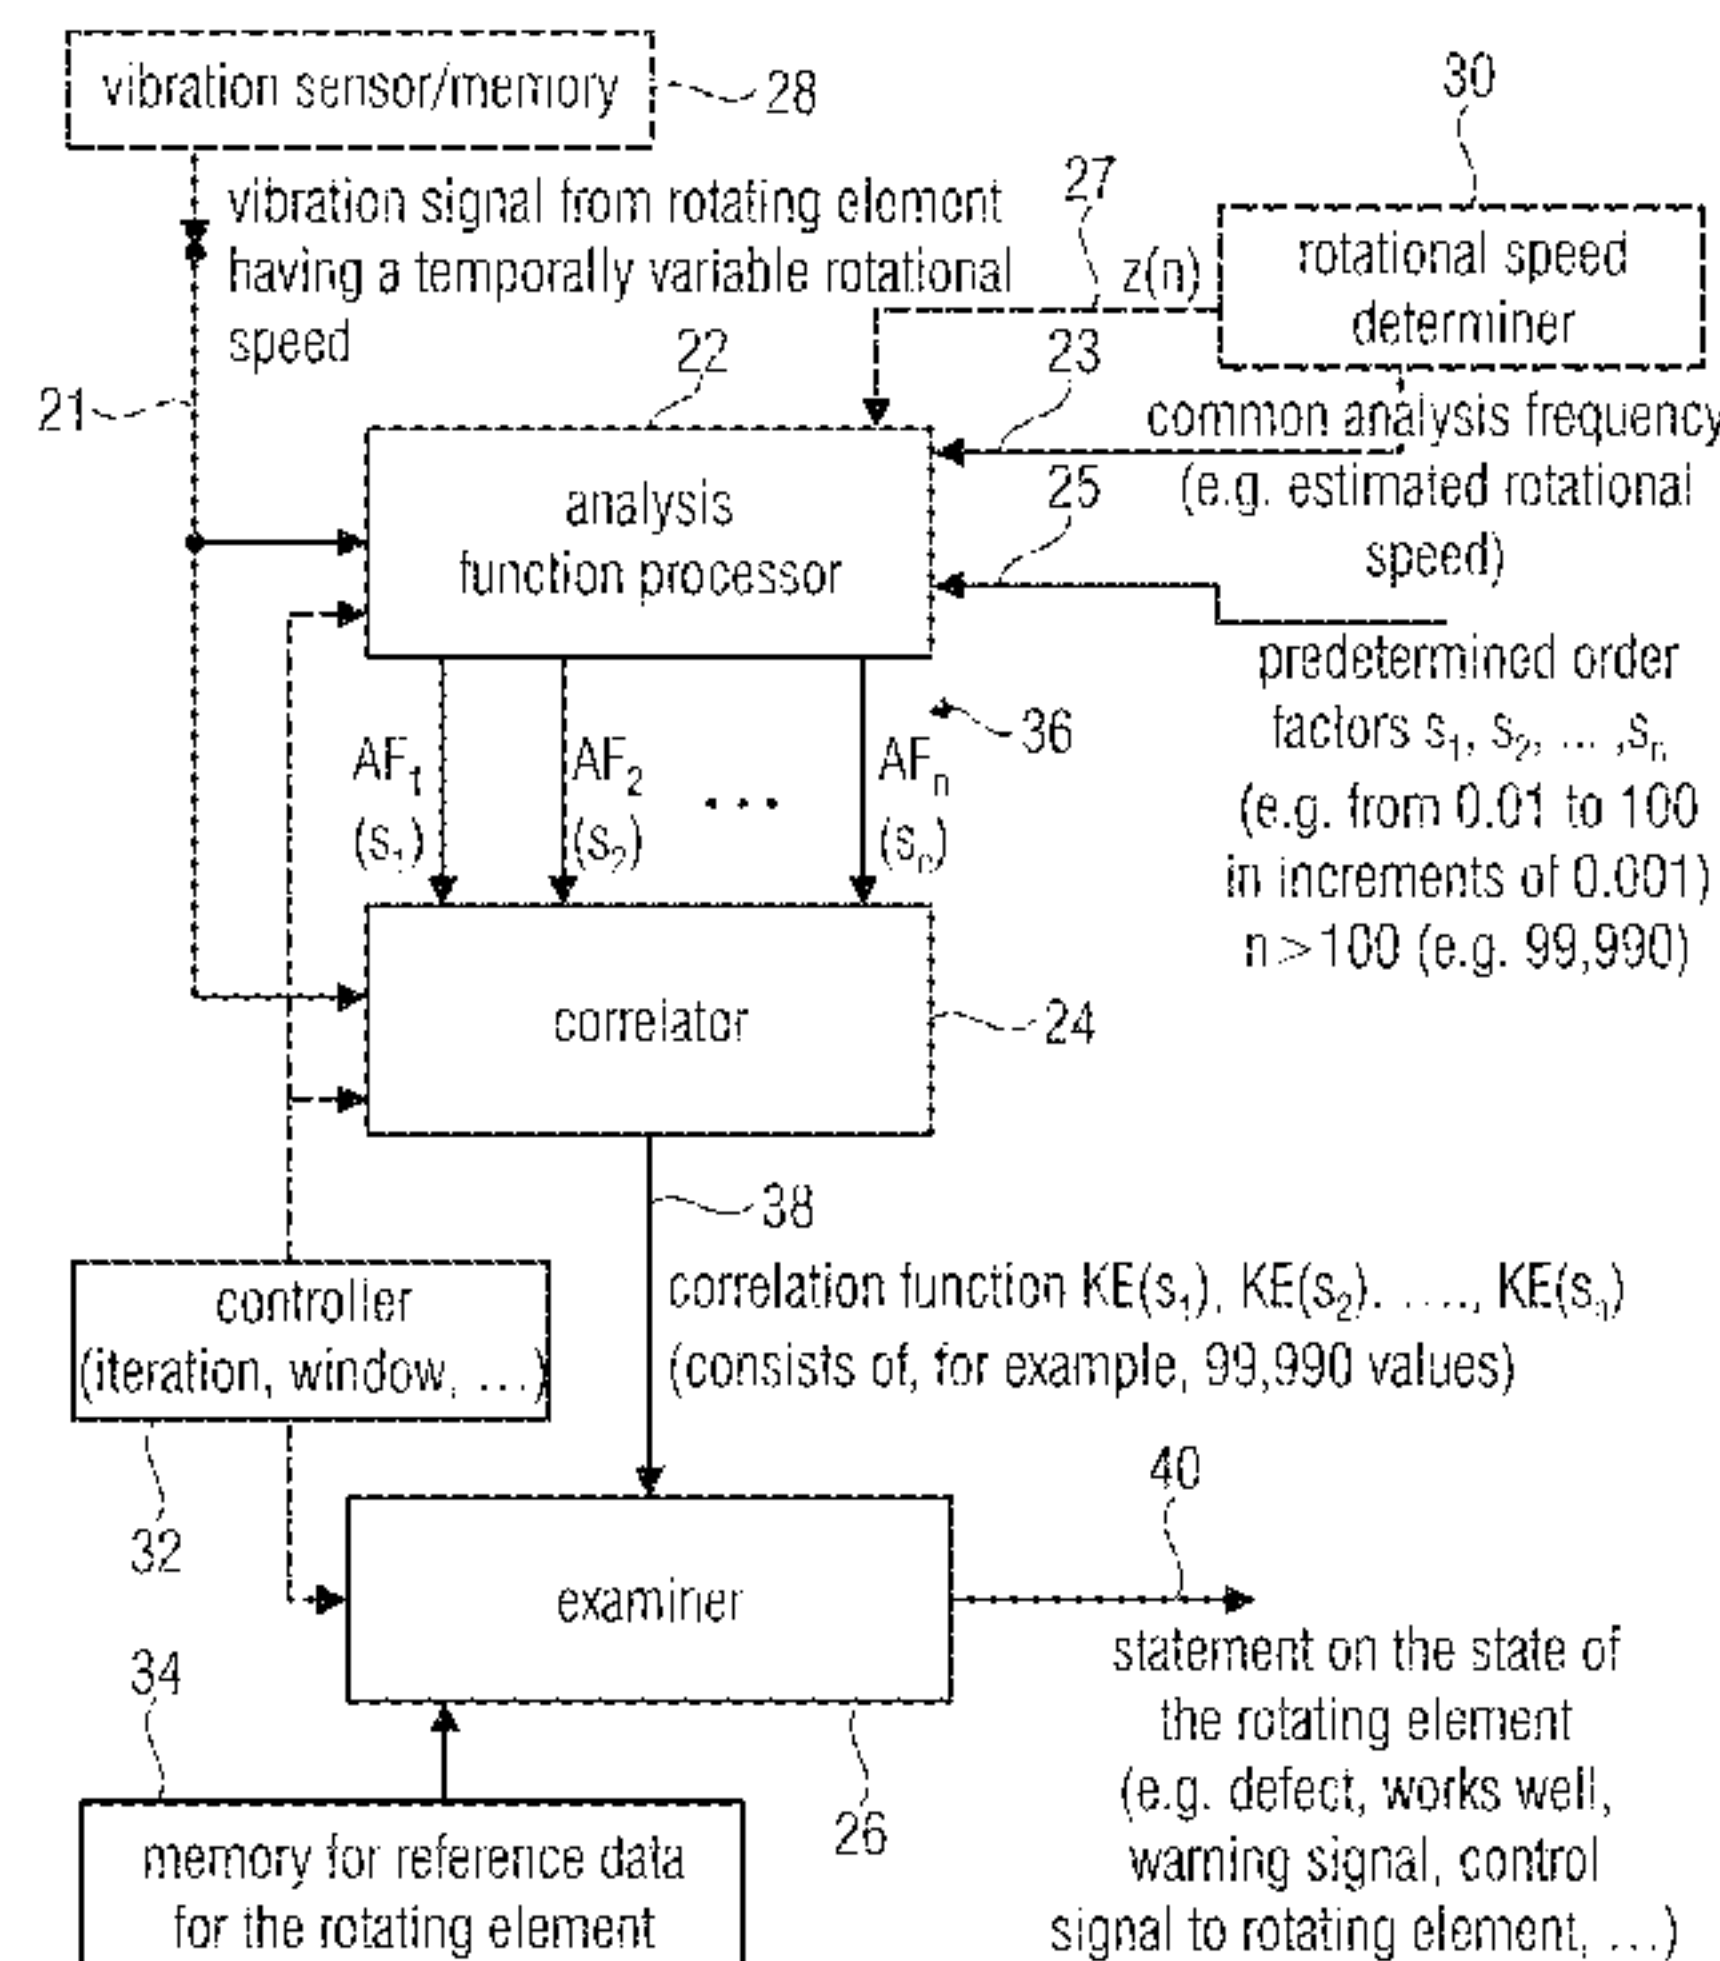 vibration sensor/memory
28
30
vibration signal from rotating element
having a temporally variable rotational
speed
27
z(n)
rotational speed
determiner
21
22
23
common analysis frequency
(e.g. estimated rotational
speed)
25
analysis
function processor
predetermined order
factors s₁, s₂, ... ,sₙ
(e.g. from 0.01 to 100
in increments of 0.001)
n>100 (e.g. 99,990)
36
AF₁
(s₁)
AF₂
(s₂)
...
AFₙ
(sₙ)
correlator
24
38
controller
(iteration, window, ...)
32
correlation function KE(s₁), KE(s₂). ...., KE(sₙ)
(consists of, for example, 99,990 values)
40
examiner
34
26
statement on the state of
the rotating element
(e.g. defect, works well,
warning signal, control
signal to rotating element, ...)
memory for reference data
for the rotating element